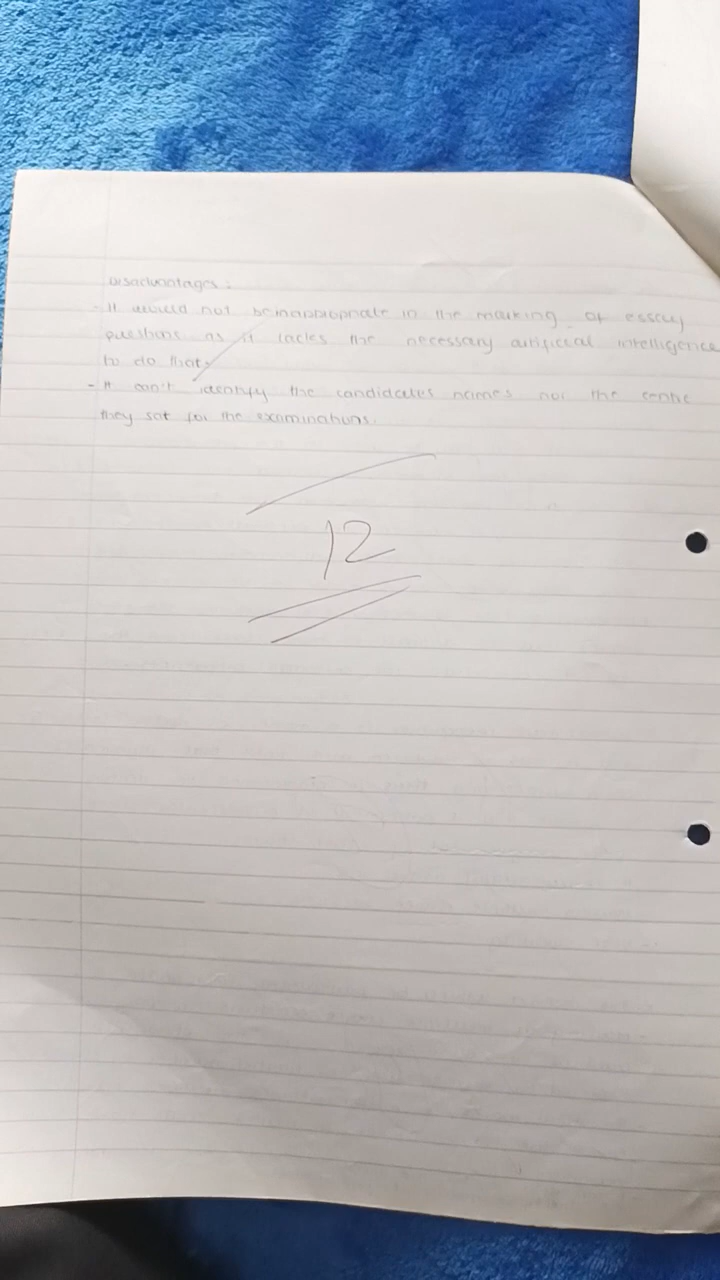 Disadvantages:
- It would not be inappropriate in the marking of essay
questions as it lacks the necessary artificial intelligence
to do that.
- It can't identify the candidates names nor the centre
they sat for the examinations.
12